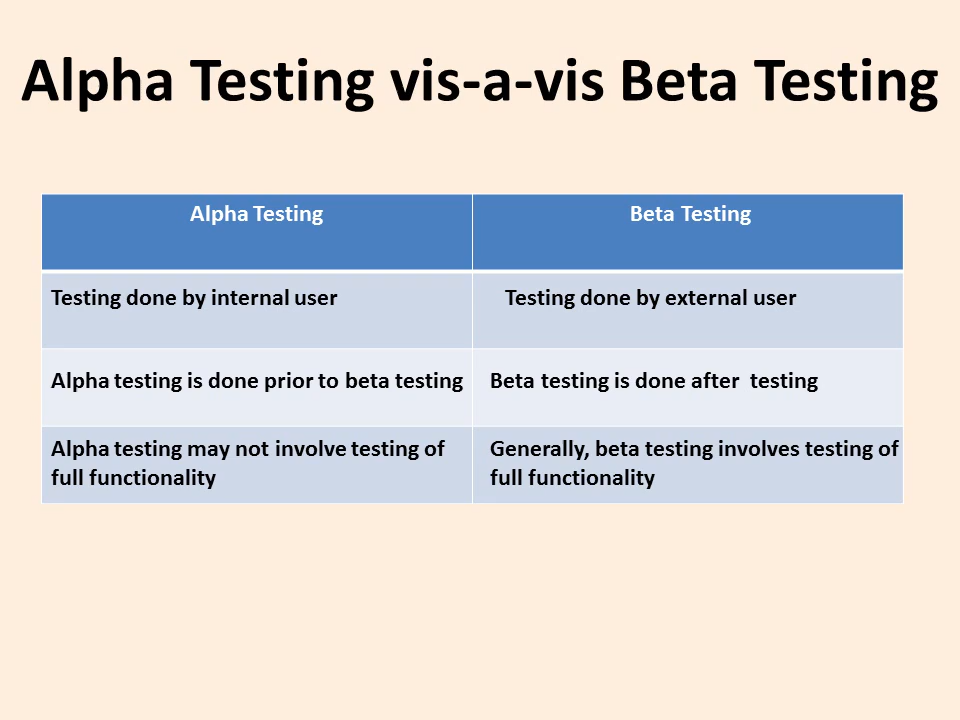 Alpha Testing vis-a-vis Beta Testing
Alpha Testing
Beta Testing
Testing done by internal user
Testing done by external user
Alpha testing is done prior to beta testing
Beta testing is done after  testing
Alpha testing may not involve testing of
full functionality
Generally, beta testing involves testing of
full functionality